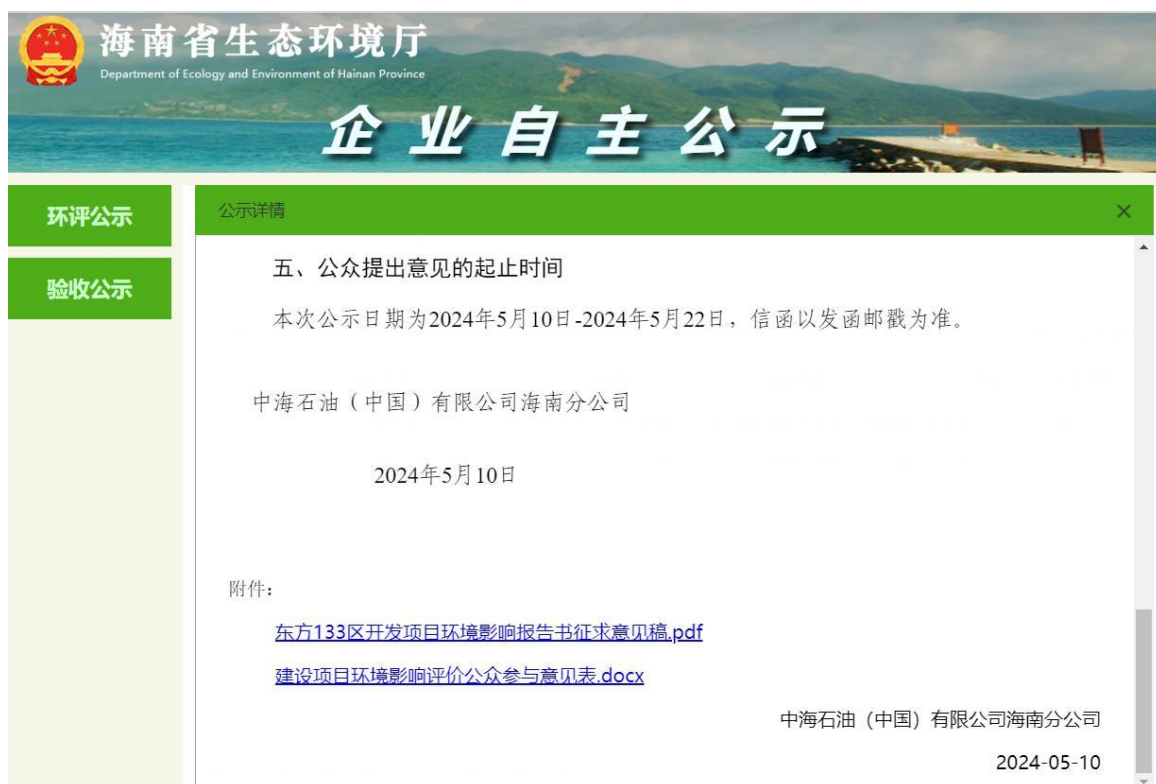 海南省生态环境厅
Department of Ecology and Environment of Hainan Province
企业自主公示
环评公示
验收公示
公示详情
×
五、公众提出意见的起止时间
本次公示日期为2024年5月10日-2024年5月22日，信函以发函邮戳为准。
中海石油（中国）有限公司海南分公司
2024年5月10日
附件：
东方133区开发项目环境影响报告书征求意见稿.pdf
建设项目环境影响评价公众参与意见表.docx
中海石油（中国）有限公司海南分公司
2024-05-10